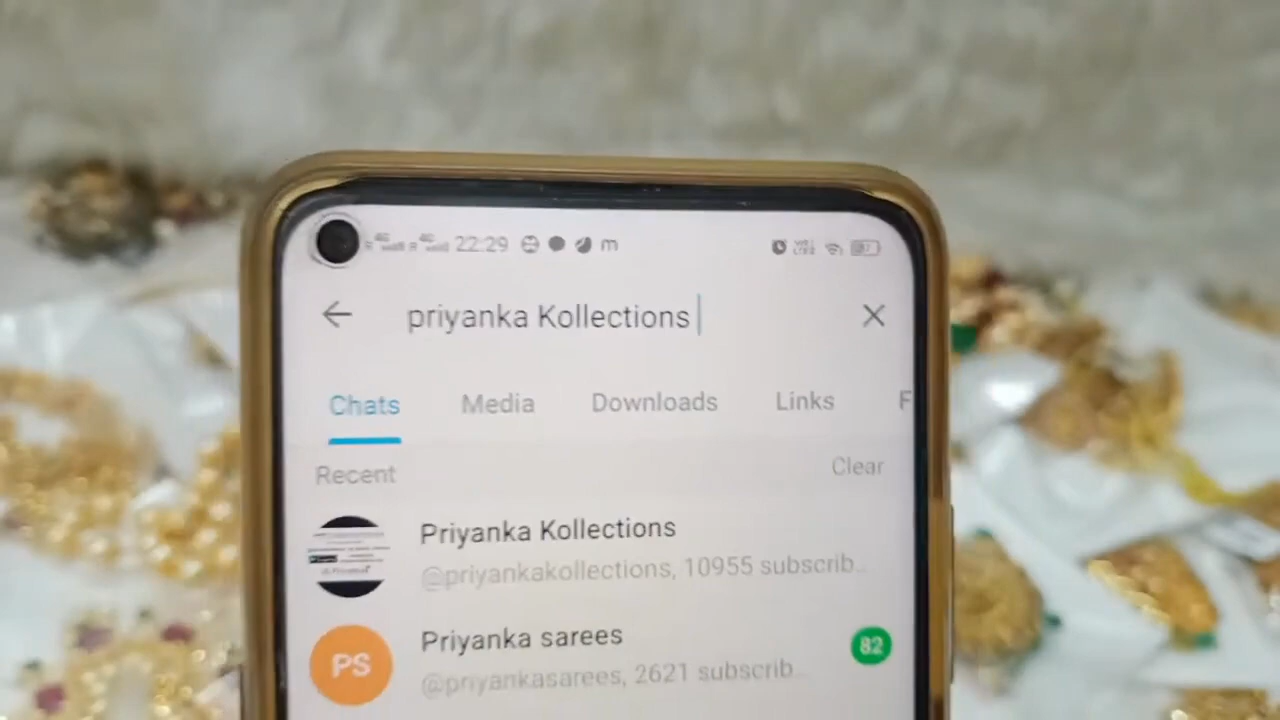 22:29 m
priyanka Kollections
Chats Media Downloads Links F
Recent Clear
Priyanka Kollections
@priyankakollections, 10955 subscrib..
PS Priyanka sarees 82
@priyankasarees, 2621 subscrib..